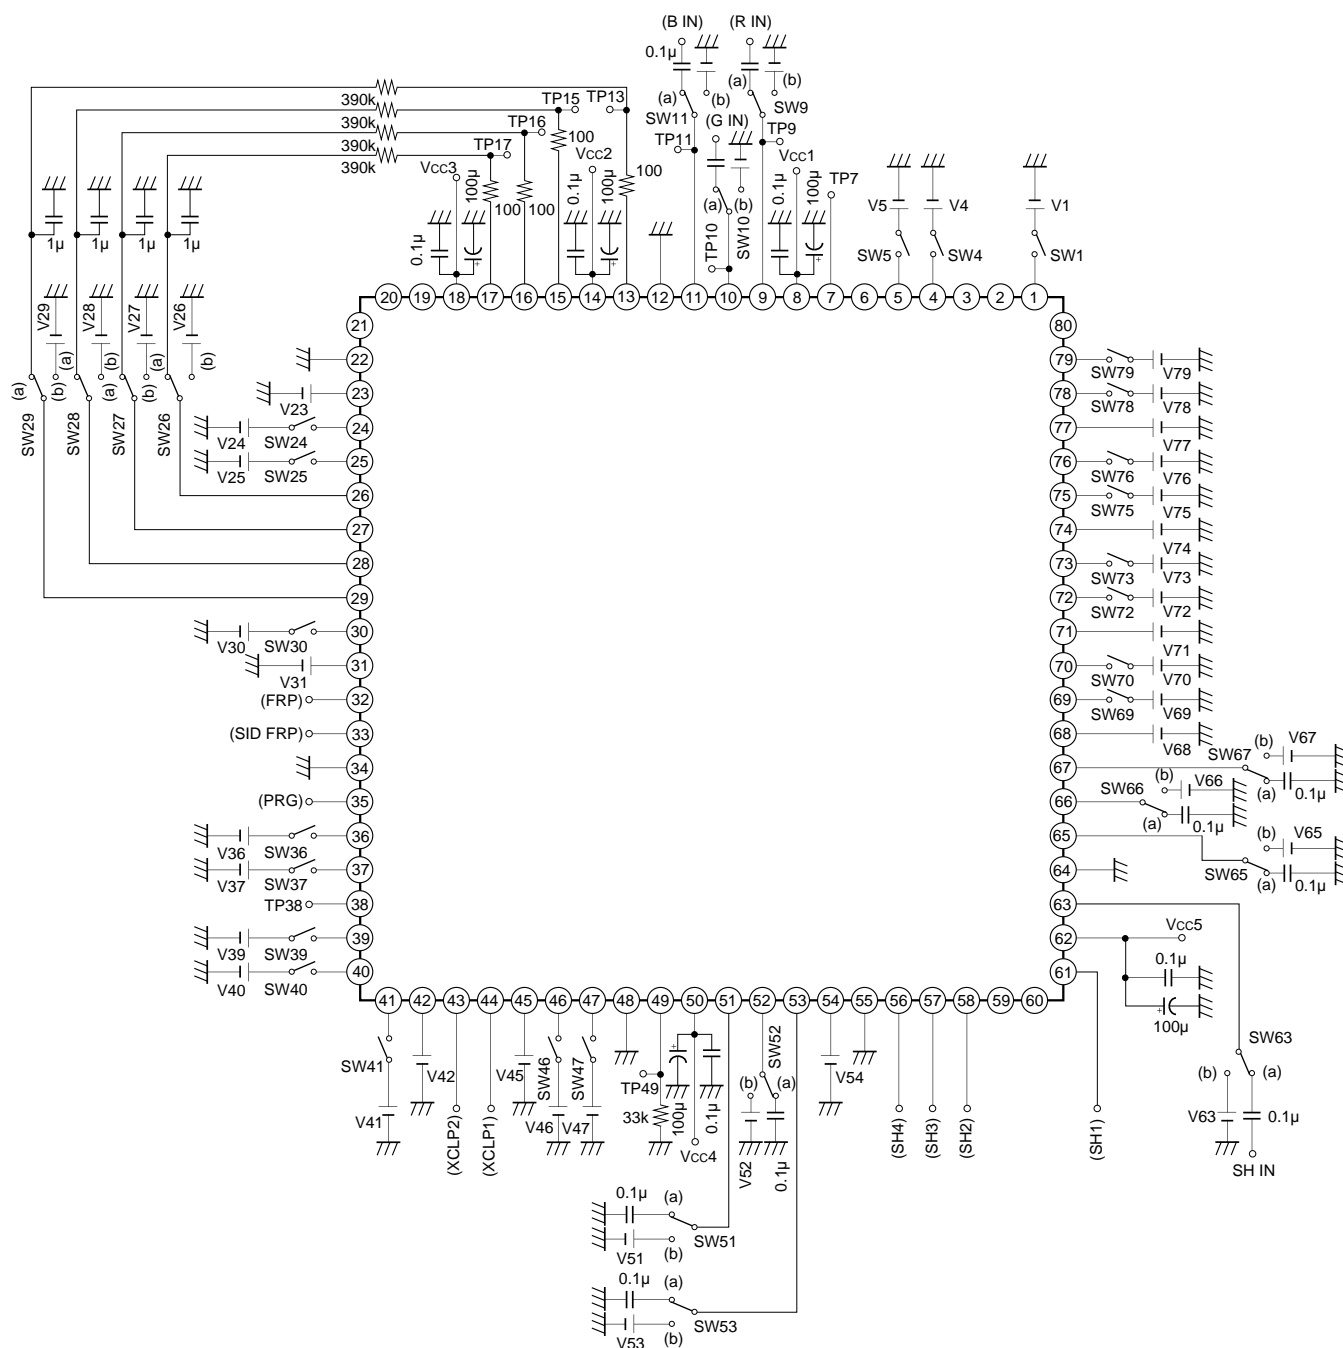 (B IN) (R IN)
0.1µ
(a) (b) (a) (b)
390k TP15 TP13 SW11 (G IN) SW9
390k TP16 TP11 TP9
390k TP17 100 VCC2 VCC1
390k VCC3 100µ 100 100 0.1µ 100µ 100 (a) (b) 0.1µ 100µ TP7 V5 V4 V1
1µ 1µ 1µ 1µ 0.1µ TP10 SW10 SW5 SW4 SW1
20 19 18 17 16 15 14 13 12 11 10 9 8 7 6 5 4 3 2 1
V29 V28 V27 V26
(a) (b) (a) (b) (a) (b) (b)
SW29 SW28 SW27 SW26
21
22
23 V23
24 V24 SW24
25 V25 SW25
26
27
28
29
30 V30 SW30
31 V31
(FRP) 32
(SID FRP) 33
34
(PRG) 35
36 V36 SW36
37 V37 SW37
TP38 38
39 V39 SW39
40 V40 SW40
80
79 SW79 V79
78 SW78 V78
77 V77
76 SW76 V76
75 SW75 V75
74 V74
73 SW73 V73
72 SW72 V72
71 V71
70 SW70 V70
69 SW69 V69
68 V68
67 SW67 (b) V67 (a) 0.1µ
66 SW66 (b) V66 (a) 0.1µ
65 SW65 (b) V65 (a) 0.1µ
64
63
62 VCC5
61 0.1µ
100µ
SW63
(b) (a)
V63 0.1µ
SH IN
41 42 43 44 45 46 47 48 49 50 51 52 53 54 55 56 57 58 59 60
SW41 V42 V45 SW46 SW47 TP49 SW52 V54
V41 (XCLP2) (XCLP1) V46 V47 33k 100µ 0.1µ (b) (a) (SH4) (SH3) (SH2) (SH1)
VCC4 V52 0.1µ
0.1µ (a)
SW51
V51 (b)
0.1µ (a)
SW53
V53 (b)